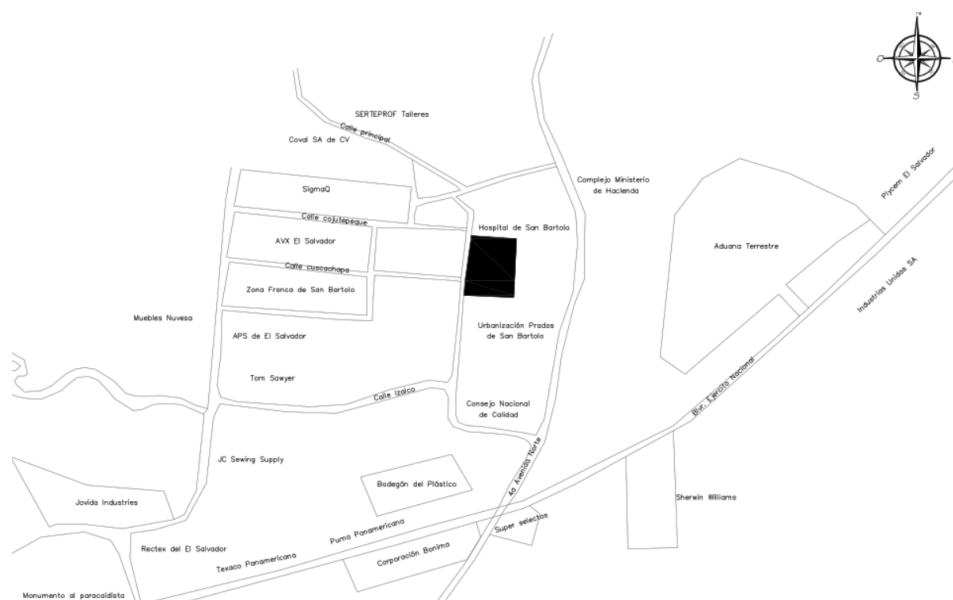 N
O
S
SERTEPROF Talleres
Calle principal
Coval SA de CV
Complejo Ministerio
de Hacienda
Plycem El Salvador
SigmaQ
Calle cojutepeque
Hospital de San Bartolo
AVX El Salvador
Aduana Terrestre
Calle cuscachapa
Zona Franca de San Bartolo
Industrias Unidas SA
Muebles Nuvesa
Urbanización Prados
de San Bartolo
APS de El Salvador
Tom Sawyer
Calle Izalco
Blvr. Ejercito Nacional
Consejo Nacional
de Calidad
JC Sewing Supply
4a Avenida Norte
Bodegón del Plástico
Jovida Industries
Sherwin Williams
Super selectos
Puma Panamericana
Rectex del El Salvador
Texaco Panamericana
Corporación Bonima
Monumento al paracaidista